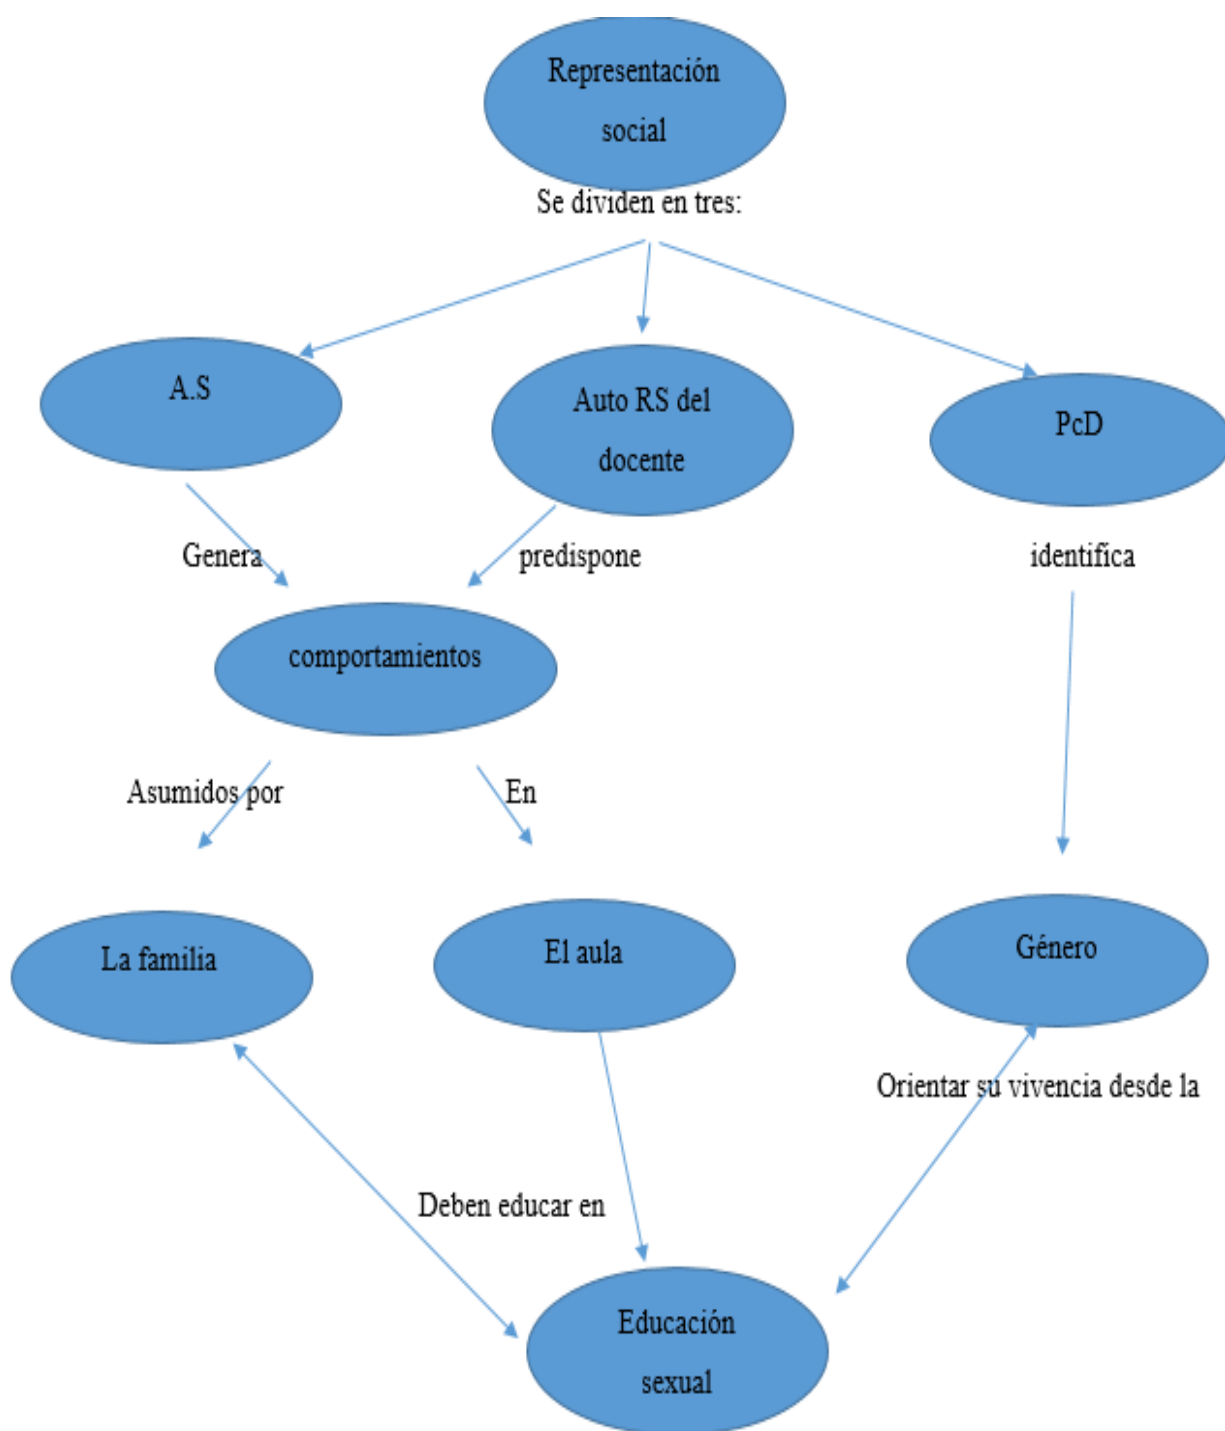 Representación
social
Se dividen en tres:
A.S
Auto RS del
docente
PcD
Genera
predispone
identifica
comportamientos
Asumidos por
En
La familia
El aula
Género
Orientar su vivencia desde la
Deben educar en
Educación
sexual